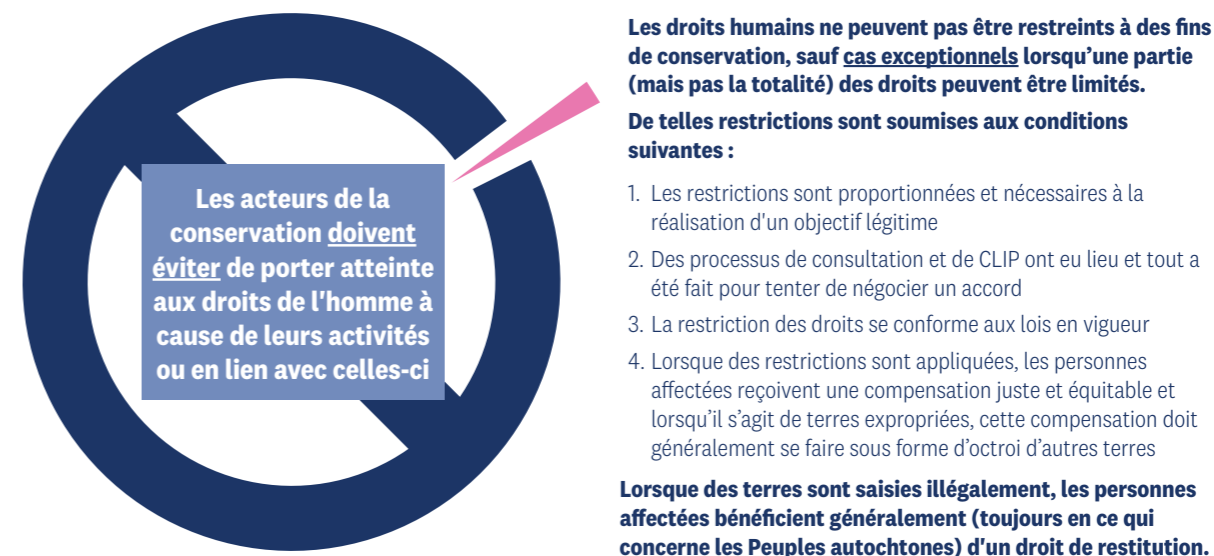 Les acteurs de la
conservation doivent
éviter de porter atteinte
aux droits de l'homme à
cause de leurs activités
ou en lien avec celles-ci
Les droits humains ne peuvent pas être restreints à des fins
de conservation, sauf cas exceptionnels lorsqu’une partie
(mais pas la totalité) des droits peuvent être limités.
De telles restrictions sont soumises aux conditions
suivantes :
1. Les restrictions sont proportionnées et nécessaires à la
réalisation d'un objectif légitime
2. Des processus de consultation et de CLIP ont eu lieu et tout a
été fait pour tenter de négocier un accord
3. La restriction des droits se conforme aux lois en vigueur
4. Lorsque des restrictions sont appliquées, les personnes
affectées reçoivent une compensation juste et équitable et
lorsqu’il s’agit de terres expropriées, cette compensation doit
généralement se faire sous forme d’octroi d’autres terres
Lorsque des terres sont saisies illégalement, les personnes
affectées bénéficient généralement (toujours en ce qui
concerne les Peuples autochtones) d'un droit de restitution.